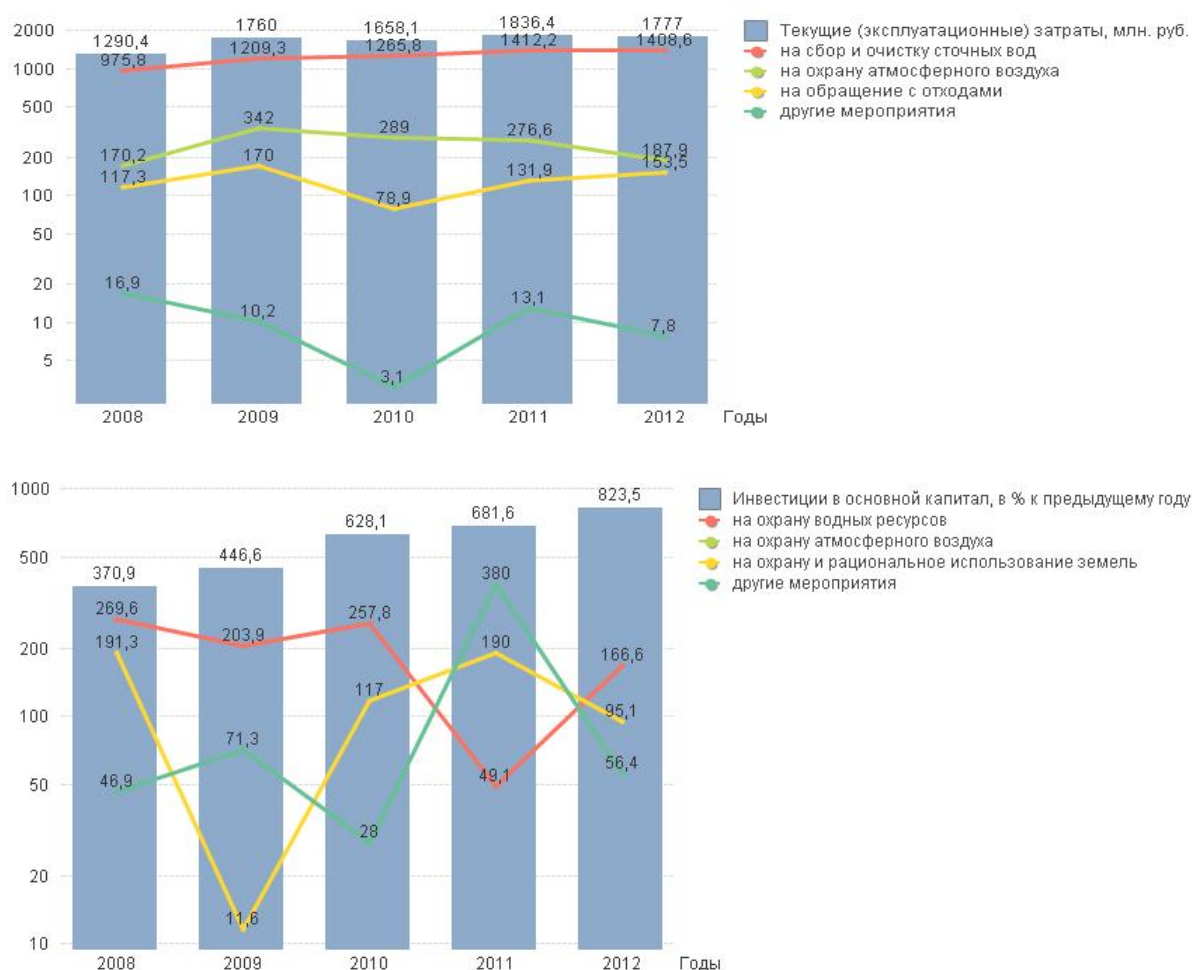 1290,4 1760 1658,1 1836,4 1777
975,8 1209,3 1265,8 1412,2 1408,6
170,2 342 289 276,6 187,9
117,3 170 78,9 131,9 153,5
16,9 10,2 3,1 13,1 7,8
2000
1000
500
200
100
50
20
10
5
2008 2009 2010 2011 2012 Годы
Текущие (эксплуатационные) затраты, млн. руб.
на сбор и очистку сточных вод
на охрану атмосферного воздуха
на обращение с отходами
другие мероприятия
370,9 446,6 628,1 681,6 823,5
269,6 203,9 257,8 49,1 166,6
191,3 11,6 117 190 95,1
46,9 71,3 28 380 56,4
1000
500
200
100
50
20
10
2008 2009 2010 2011 2012 Годы
Инвестиции в основной капитал, в % к предыдущему году
на охрану водных ресурсов
на охрану атмосферного воздуха
на охрану и рациональное использование земель
другие мероприятия